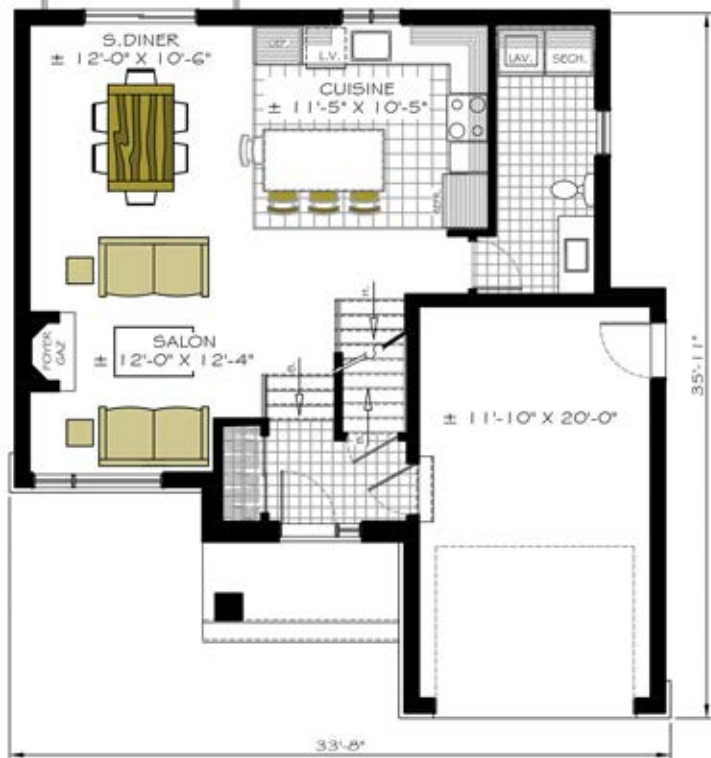 S.DINER
± 12'-0" X 10'-6"
L.V.
CUISINE
± 11'-5" X 10'-5"
LAV.
SECH.
REFR.
FOYER
GAZ
SALON
± 12'-0" X 12'-4"
± 11'-10" X 20'-0"
35'-11"
33'-8"